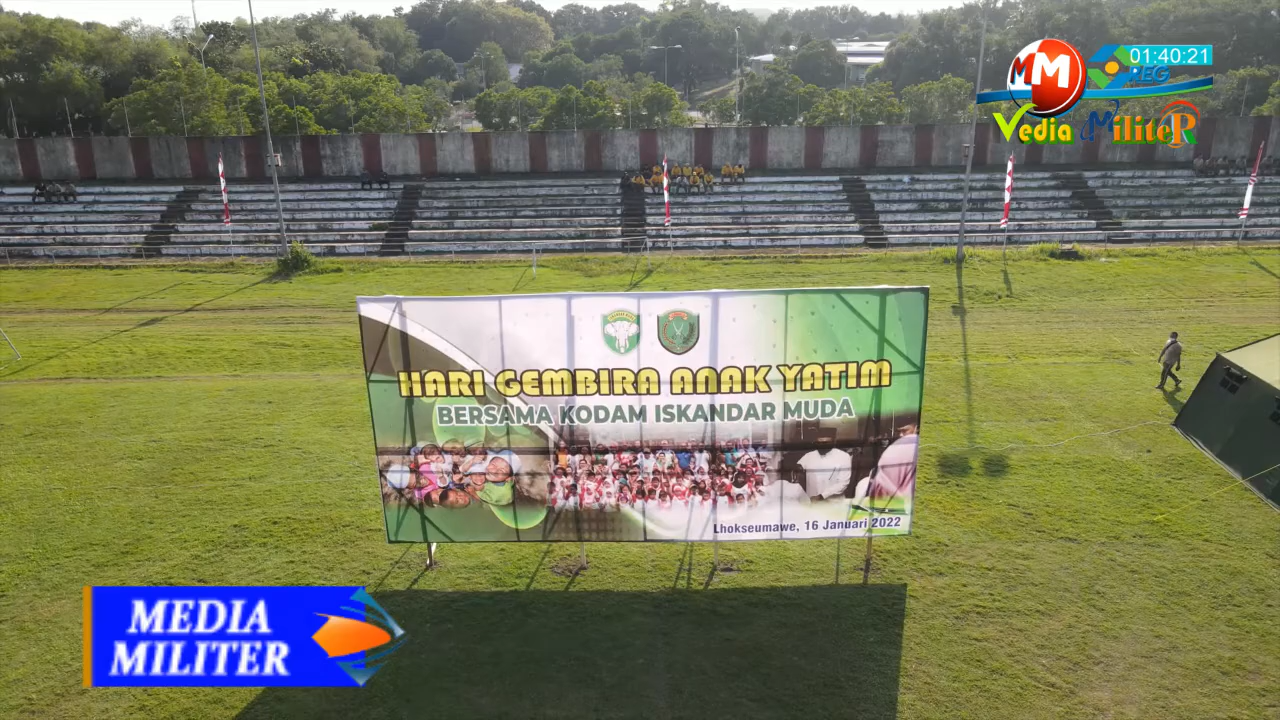 01:40:21
MM
REG
Vedia MiliteR
HARI GEMBIRA ANAK YATIM
BERSAMA KODAM ISKANDAR MUDA
Lhokseumawe, 16 Januari 2022
MEDIA
MILITER